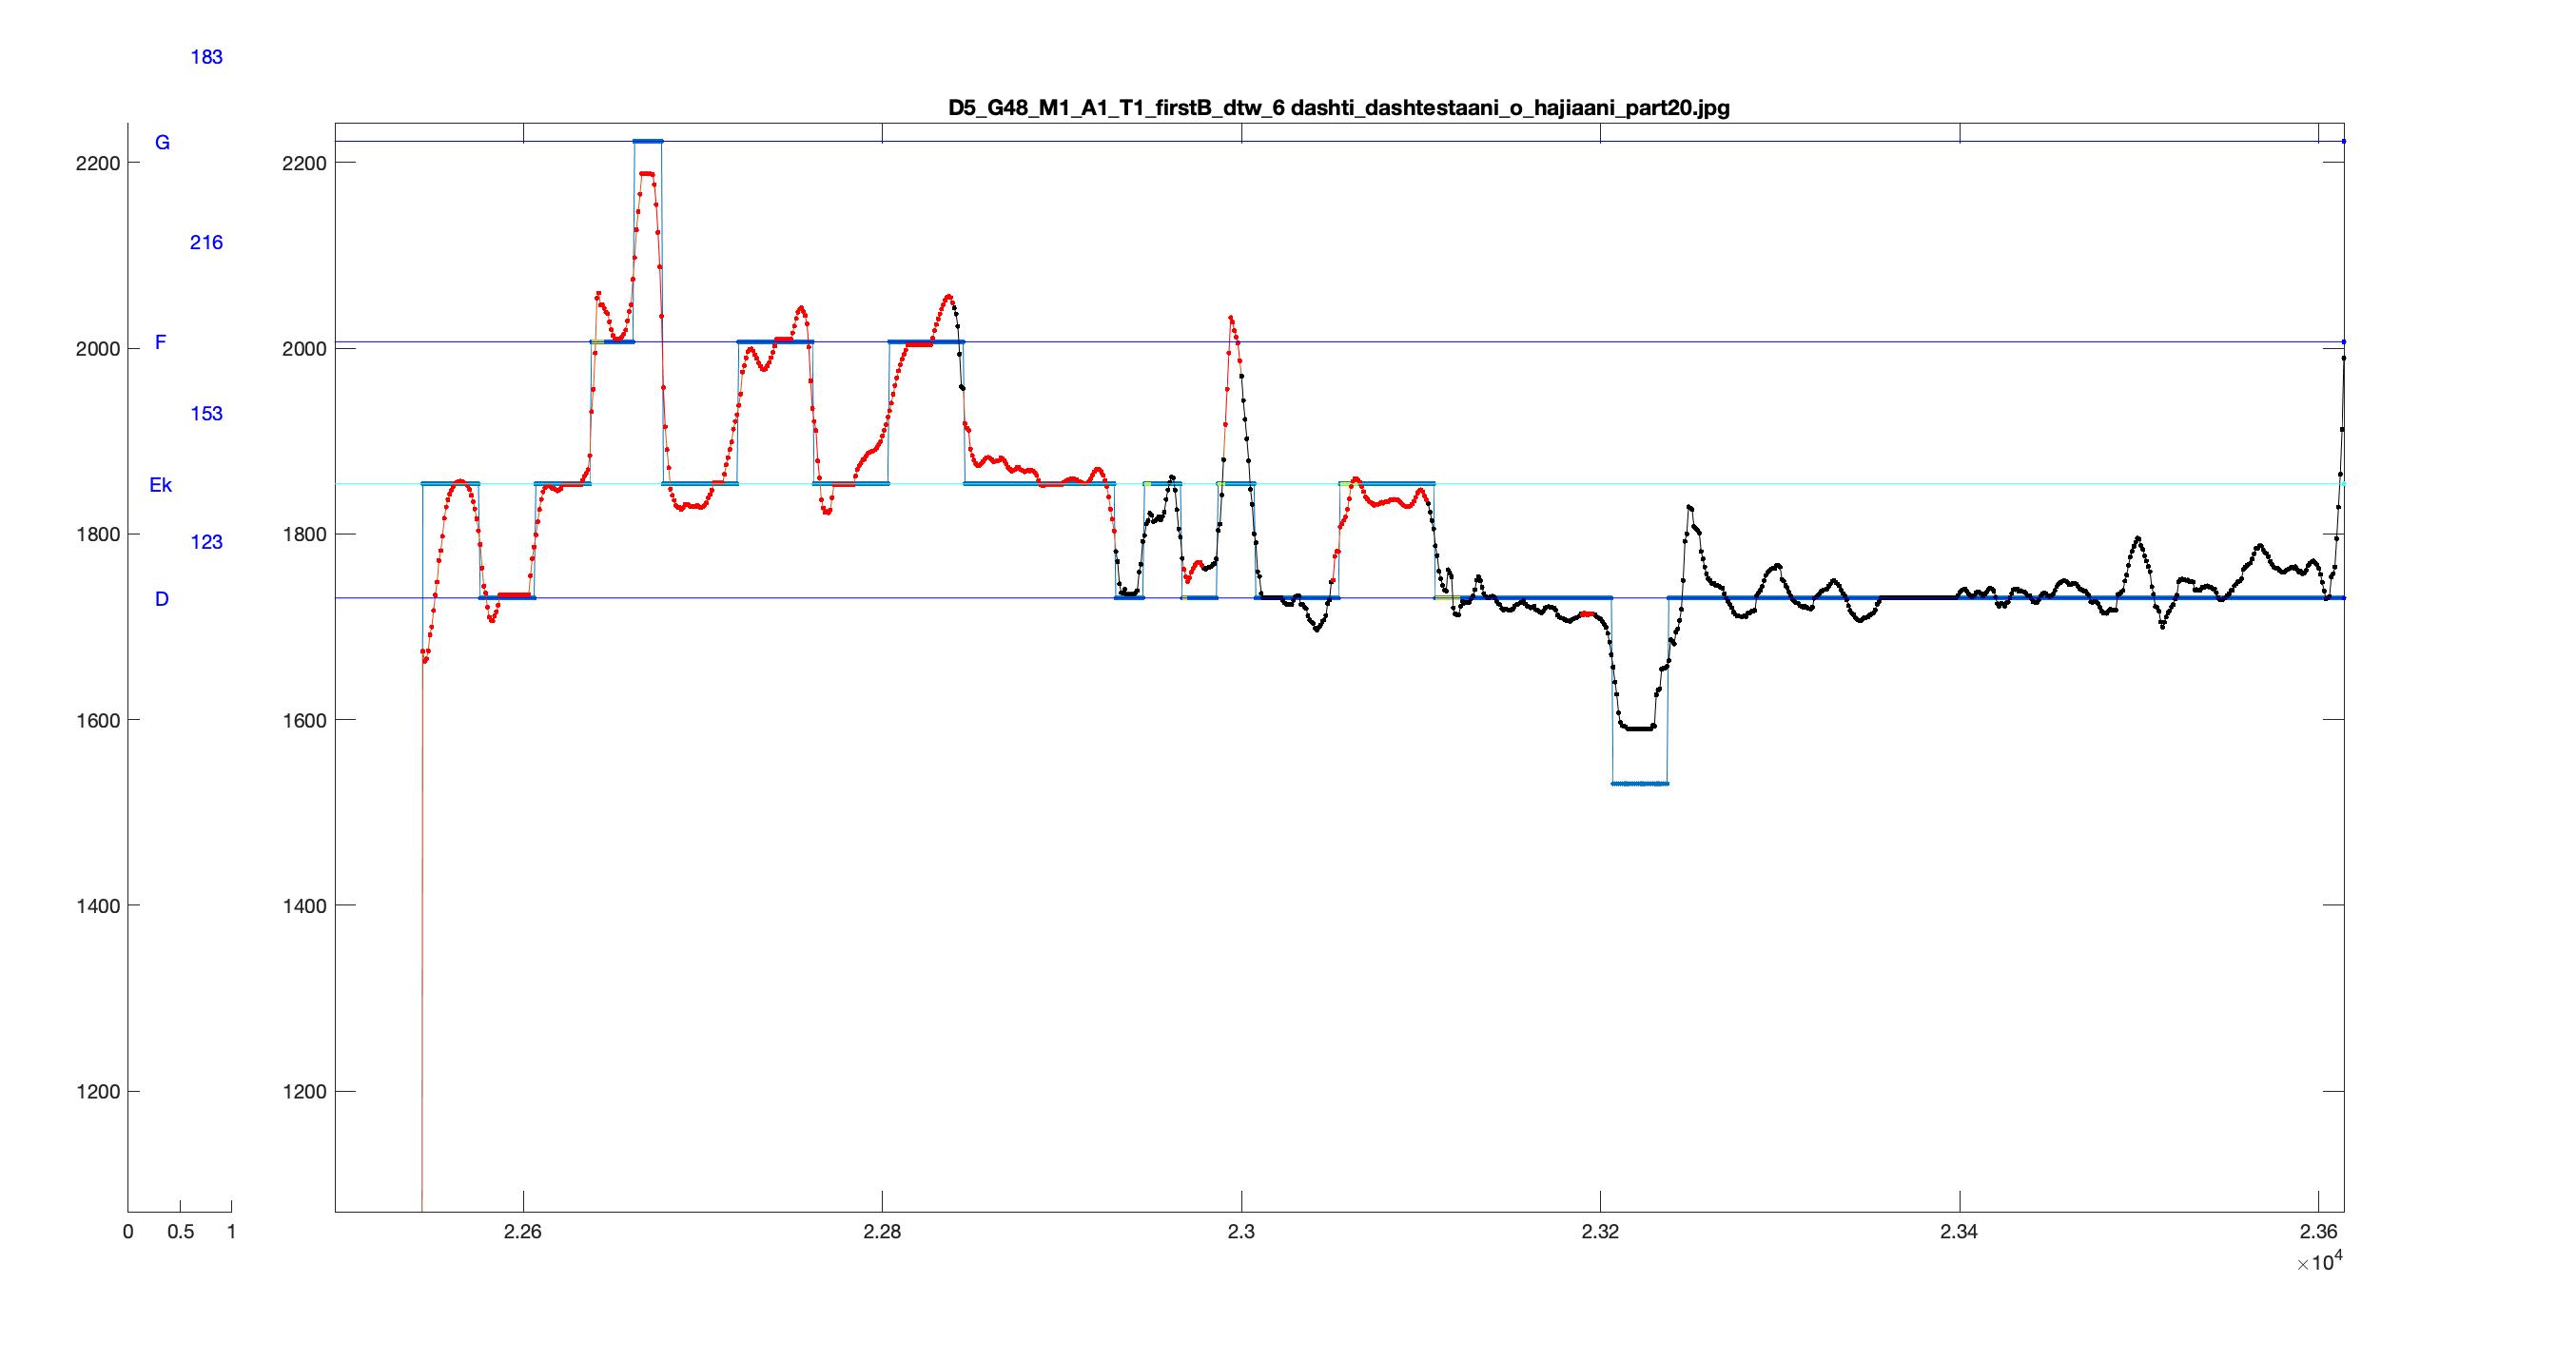 183
D5_G48_M1_A1_T1_firstB_dtw_6 dashti_dashtestaani_o_hajiaani_part20.jpg
G
2200 2200
216
F
2000 2000
153
Ek
1800 1800
123
D
1600 1600
1400 1400
1200 1200
0 0.5 1 2.26 2.28 2.3 2.32 2.34 2.36
×10⁴